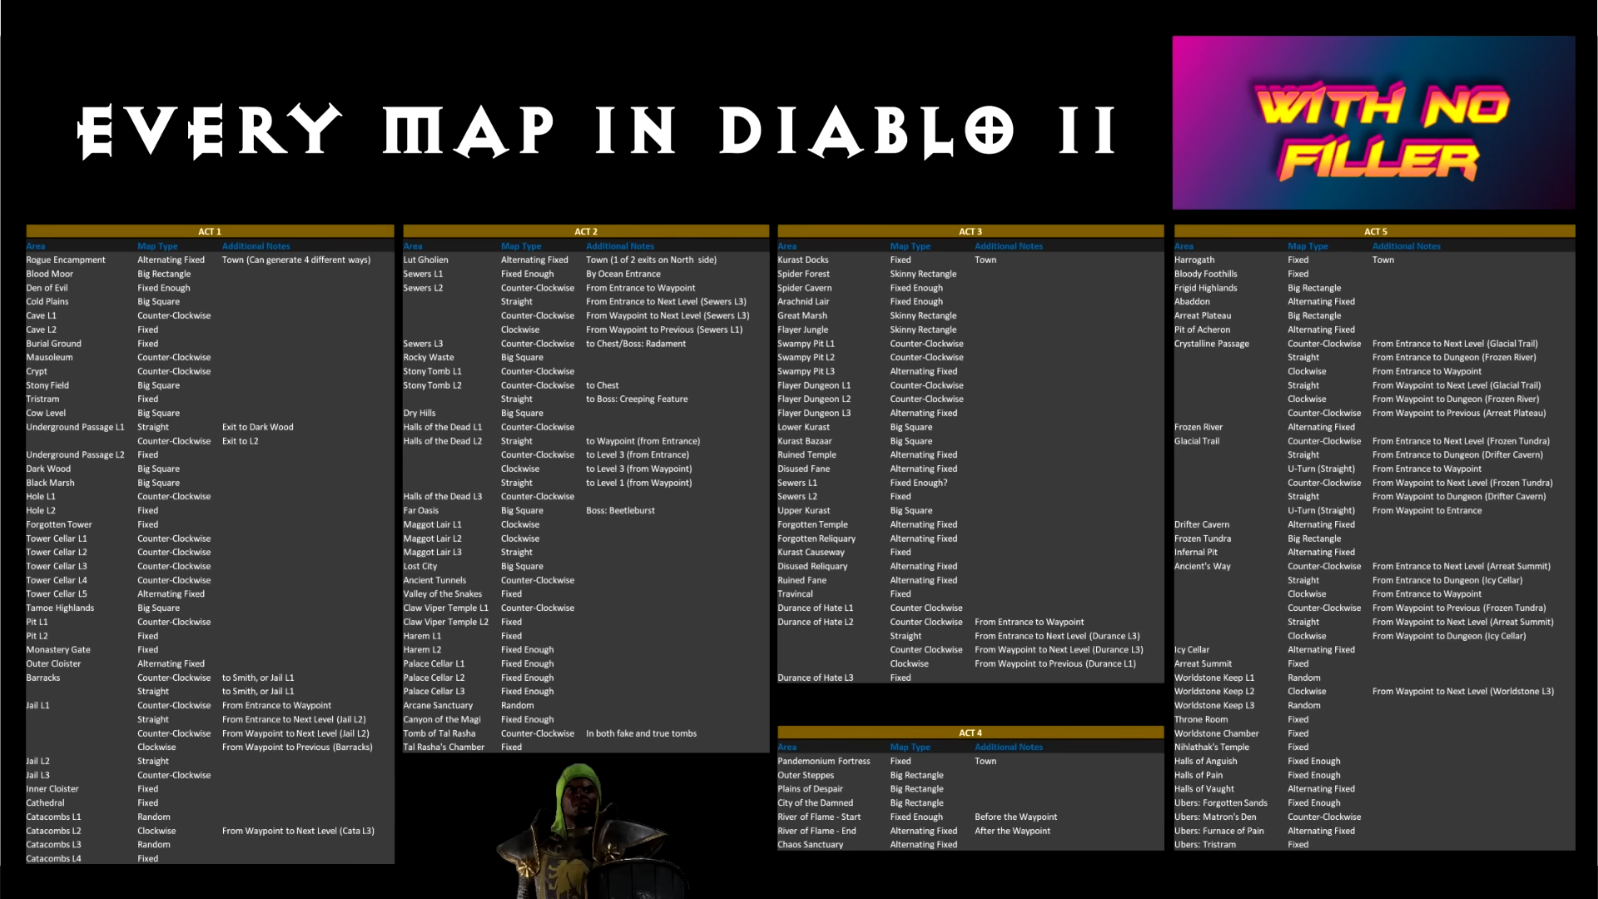 EVERY MAP IN DIABLO II
WITH NO
FILLER
ACT 1
Area Map Type Additional Notes
Rogue Encampment Alternating Fixed Town (Can generate 4 different ways)
Blood Moor Big Rectangle
Den of Evil Fixed Enough
Cold Plains Big Square
Cave L1 Counter-Clockwise
Cave L2 Fixed
Burial Ground Fixed
Mausoleum Counter-Clockwise
Crypt Counter-Clockwise
Stony Field Big Square
Tristram Fixed
Cow Level Big Square
Underground Passage L1 Straight Exit to Dark Wood
Counter-Clockwise Exit to L2
Underground Passage L2 Fixed
Dark Wood Big Square
Black Marsh Big Square
Hole L1 Counter-Clockwise
Hole L2 Fixed
Forgotten Tower Fixed
Tower Cellar L1 Counter-Clockwise
Tower Cellar L2 Counter-Clockwise
Tower Cellar L3 Counter-Clockwise
Tower Cellar L4 Counter-Clockwise
Tower Cellar L5 Alternating Fixed
Tamoe Highlands Big Square
Pit L1 Counter-Clockwise
Pit L2 Fixed
Monastery Gate Fixed
Outer Cloister Alternating Fixed
Barracks Counter-Clockwise to Smith, or Jail L1
Straight to Smith, or Jail L1
Jail L1 Counter-Clockwise From Entrance to Waypoint
Straight From Entrance to Next Level (Jail L2)
Counter-Clockwise From Waypoint to Next Level (Jail L2)
Clockwise From Waypoint to Previous (Barracks)
Jail L2 Straight
Jail L3 Counter-Clockwise
Inner Cloister Fixed
Cathedral Fixed
Catacombs L1 Random
Catacombs L2 Clockwise From Waypoint to Next Level (Cata L3)
Catacombs L3 Random
Catacombs L4 Fixed
ACT 2
Area Map Type Additional Notes
Lut Gholien Alternating Fixed Town (1 of 2 exits on North side)
Sewers L1 Fixed Enough By Ocean Entrance
Sewers L2 Counter-Clockwise From Entrance to Waypoint
Straight From Entrance to Next Level (Sewers L3)
Counter-Clockwise From Waypoint to Next Level (Sewers L3)
Clockwise From Waypoint to Previous (Sewers L1)
Sewers L3 Counter-Clockwise to Chest/Boss: Radament
Rocky Waste Big Square
Stony Tomb L1 Counter-Clockwise
Stony Tomb L2 Counter-Clockwise to Chest
Straight to Boss: Creeping Feature
Dry Hills Big Square
Halls of the Dead L1 Counter-Clockwise
Halls of the Dead L2 Straight to Waypoint (from Entrance)
Counter-Clockwise to Level 3 (from Entrance)
Clockwise to Level 3 (from Waypoint)
Straight to Level 1 (from Waypoint)
Halls of the Dead L3 Counter-Clockwise
Far Oasis Big Square Boss: Beetleburst
Maggot Lair L1 Clockwise
Maggot Lair L2 Clockwise
Maggot Lair L3 Straight
Lost City Big Square
Ancient Tunnels Counter-Clockwise
Valley of the Snakes Fixed
Claw Viper Temple L1 Counter-Clockwise
Claw Viper Temple L2 Fixed
Harem L1 Fixed
Harem L2 Fixed Enough
Palace Cellar L1 Fixed Enough
Palace Cellar L2 Fixed Enough
Palace Cellar L3 Fixed Enough
Arcane Sanctuary Random
Canyon of the Magi Fixed Enough
Tomb of Tal Rasha Counter-Clockwise In both fake and true tombs
Tal Rasha's Chamber Fixed
ACT 3
Area Map Type Additional Notes
Kurast Docks Fixed Town
Spider Forest Skinny Rectangle
Spider Cavern Fixed Enough
Arachnid Lair Fixed Enough
Great Marsh Skinny Rectangle
Flayer Jungle Skinny Rectangle
Swampy Pit L1 Counter-Clockwise
Swampy Pit L2 Counter-Clockwise
Swampy Pit L3 Alternating Fixed
Flayer Dungeon L1 Counter-Clockwise
Flayer Dungeon L2 Counter-Clockwise
Flayer Dungeon L3 Alternating Fixed
Lower Kurast Big Square
Kurast Bazaar Big Square
Ruined Temple Alternating Fixed
Disused Fane Alternating Fixed
Sewers L1 Fixed Enough?
Sewers L2 Fixed
Upper Kurast Big Square
Forgotten Temple Alternating Fixed
Forgotten Reliquary Alternating Fixed
Kurast Causeway Fixed
Disused Reliquary Alternating Fixed
Ruined Fane Alternating Fixed
Travincal Fixed
Durance of Hate L1 Counter Clockwise
Durance of Hate L2 Counter Clockwise From Entrance to Waypoint
Straight From Entrance to Next Level (Durance L3)
Counter Clockwise From Waypoint to Next Level (Durance L3)
Clockwise From Waypoint to Previous (Durance L1)
Durance of Hate L3 Fixed
ACT 4
Area Map Type Additional Notes
Pandemonium Fortress Fixed Town
Outer Steppes Big Rectangle
Plains of Despair Big Rectangle
City of the Damned Big Rectangle
River of Flame - Start Fixed Enough Before the Waypoint
River of Flame - End Alternating Fixed After the Waypoint
Chaos Sanctuary Alternating Fixed
ACT 5
Area Map Type Additional Notes
Harrogath Fixed Town
Bloody Foothills Fixed
Frigid Highlands Big Rectangle
Abaddon Alternating Fixed
Arreat Plateau Big Rectangle
Pit of Acheron Alternating Fixed
Crystalline Passage Counter-Clockwise From Entrance to Next Level (Glacial Trail)
Straight From Entrance to Dungeon (Frozen River)
Clockwise From Entrance to Waypoint
Straight From Waypoint to Next Level (Glacial Trail)
Clockwise From Waypoint to Dungeon (Frozen River)
Counter-Clockwise From Waypoint to Previous (Arreat Plateau)
Frozen River Alternating Fixed
Glacial Trail Counter-Clockwise From Entrance to Next Level (Frozen Tundra)
Straight From Entrance to Dungeon (Drifter Cavern)
U-Turn (Straight) From Entrance to Waypoint
Counter-Clockwise From Waypoint to Next Level (Frozen Tundra)
Straight From Waypoint to Dungeon (Drifter Cavern)
U-Turn (Straight) From Waypoint to Entrance
Drifter Cavern Alternating Fixed
Frozen Tundra Big Rectangle
Infernal Pit Alternating Fixed
Ancient's Way Counter-Clockwise From Entrance to Next Level (Arreat Summit)
Straight From Entrance to Dungeon (Icy Cellar)
Clockwise From Entrance to Waypoint
Counter-Clockwise From Waypoint to Previous (Frozen Tundra)
Straight From Waypoint to Next Level (Arreat Summit)
Clockwise From Waypoint to Dungeon (Icy Cellar)
Icy Cellar Alternating Fixed
Arreat Summit Fixed
Worldstone Keep L1 Random
Worldstone Keep L2 Clockwise From Waypoint to Next Level (Worldstone L3)
Worldstone Keep L3 Random
Throne Room Fixed
Worldstone Chamber Fixed
Nihlathak's Temple Fixed
Halls of Anguish Fixed Enough
Halls of Pain Fixed Enough
Halls of Vaught Alternating Fixed
Ubers: Forgotten Sands Fixed Enough
Ubers: Matron's Den Counter-Clockwise
Ubers: Furnace of Pain Alternating Fixed
Ubers: Tristram Fixed